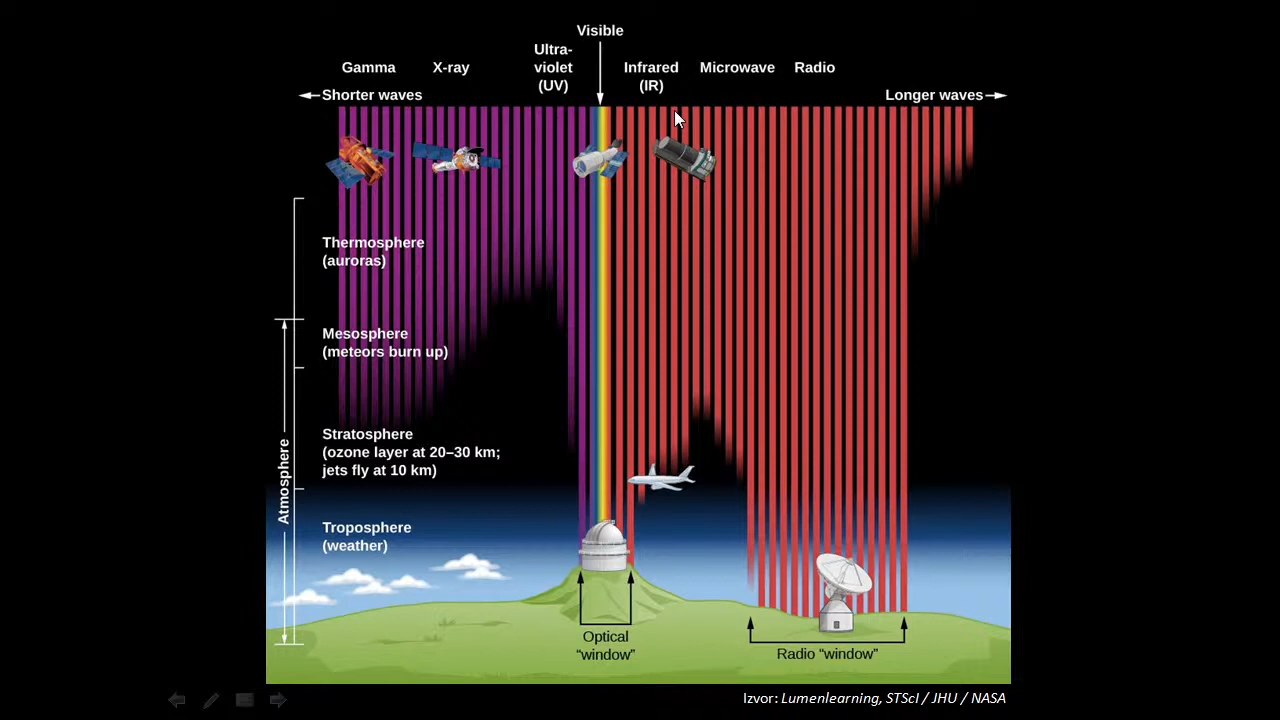 Visible
Ultra-
violet
(UV)
Gamma
X-ray
Infrared
(IR)
Microwave
Radio
Shorter waves
Longer waves
Thermosphere
(auroras)
Mesosphere
(meteors burn up)
Stratosphere
(ozone layer at 20–30 km;
jets fly at 10 km)
Atmosphere
Troposphere
(weather)
Optical
“window”
Radio “window”
Izvor: Lumenlearning, STScI / JHU / NASA